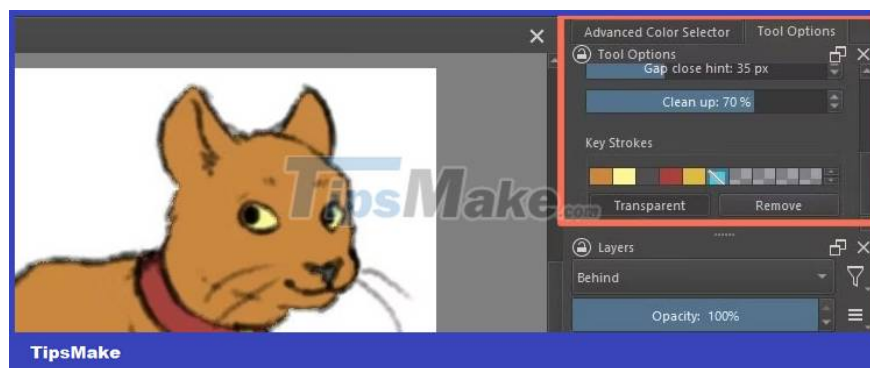 Advanced Color Selector Tool Options
Tool Options
Gap close hint: 35 px
Clean up: 70%
Key Strokes
Transparent Remove
Layers
Behind
Opacity: 100%
TipsMake.com
TipsMake